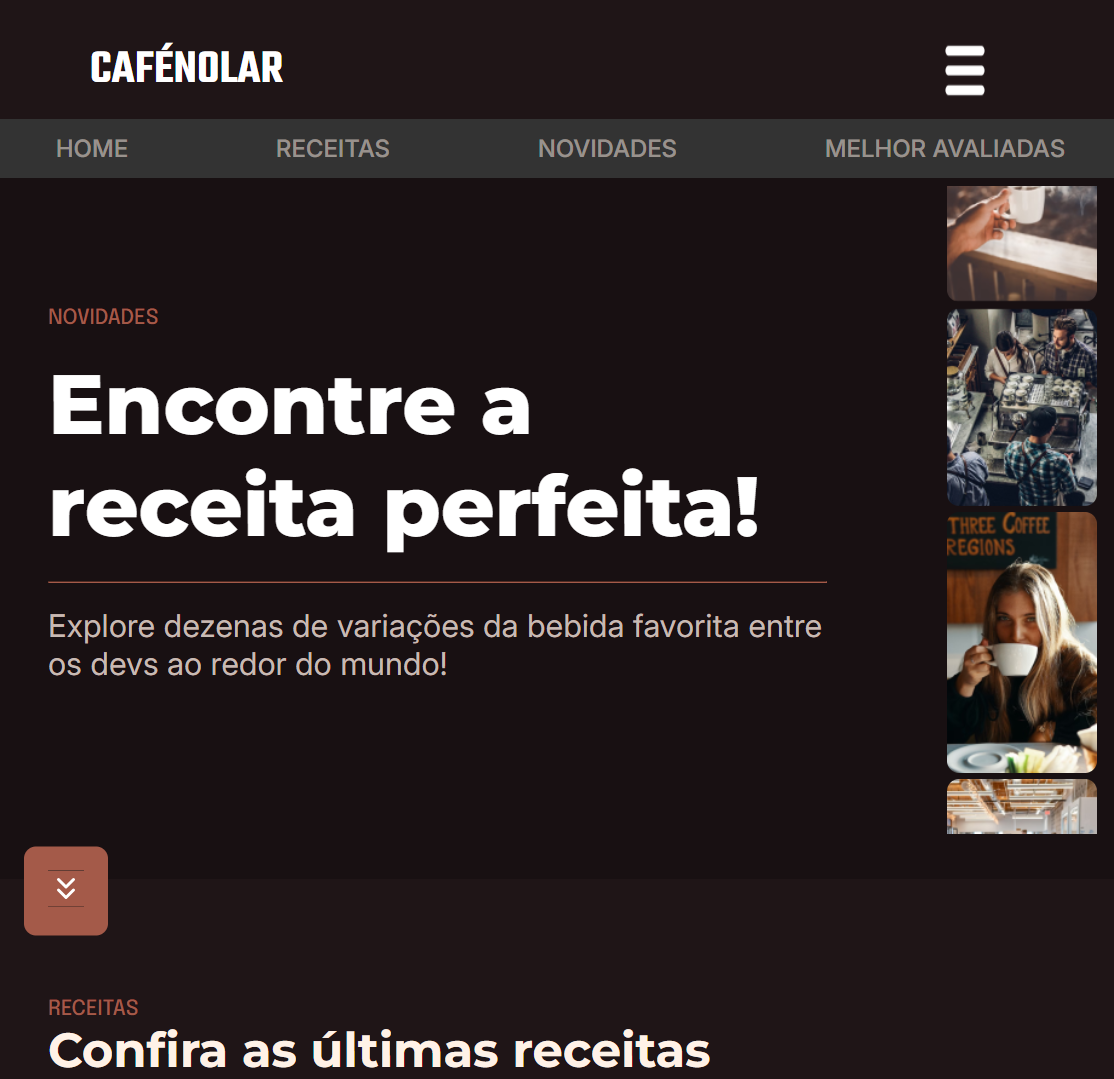 CAFÉNOLAR
HOME
RECEITAS
NOVIDADES
MELHOR AVALIADAS
NOVIDADES
Encontre a
receita perfeita!
Explore dezenas de variações da bebida favorita entre
os devs ao redor do mundo!
THREE COFFEE
REGIONS
RECEITAS
Confira as últimas receitas